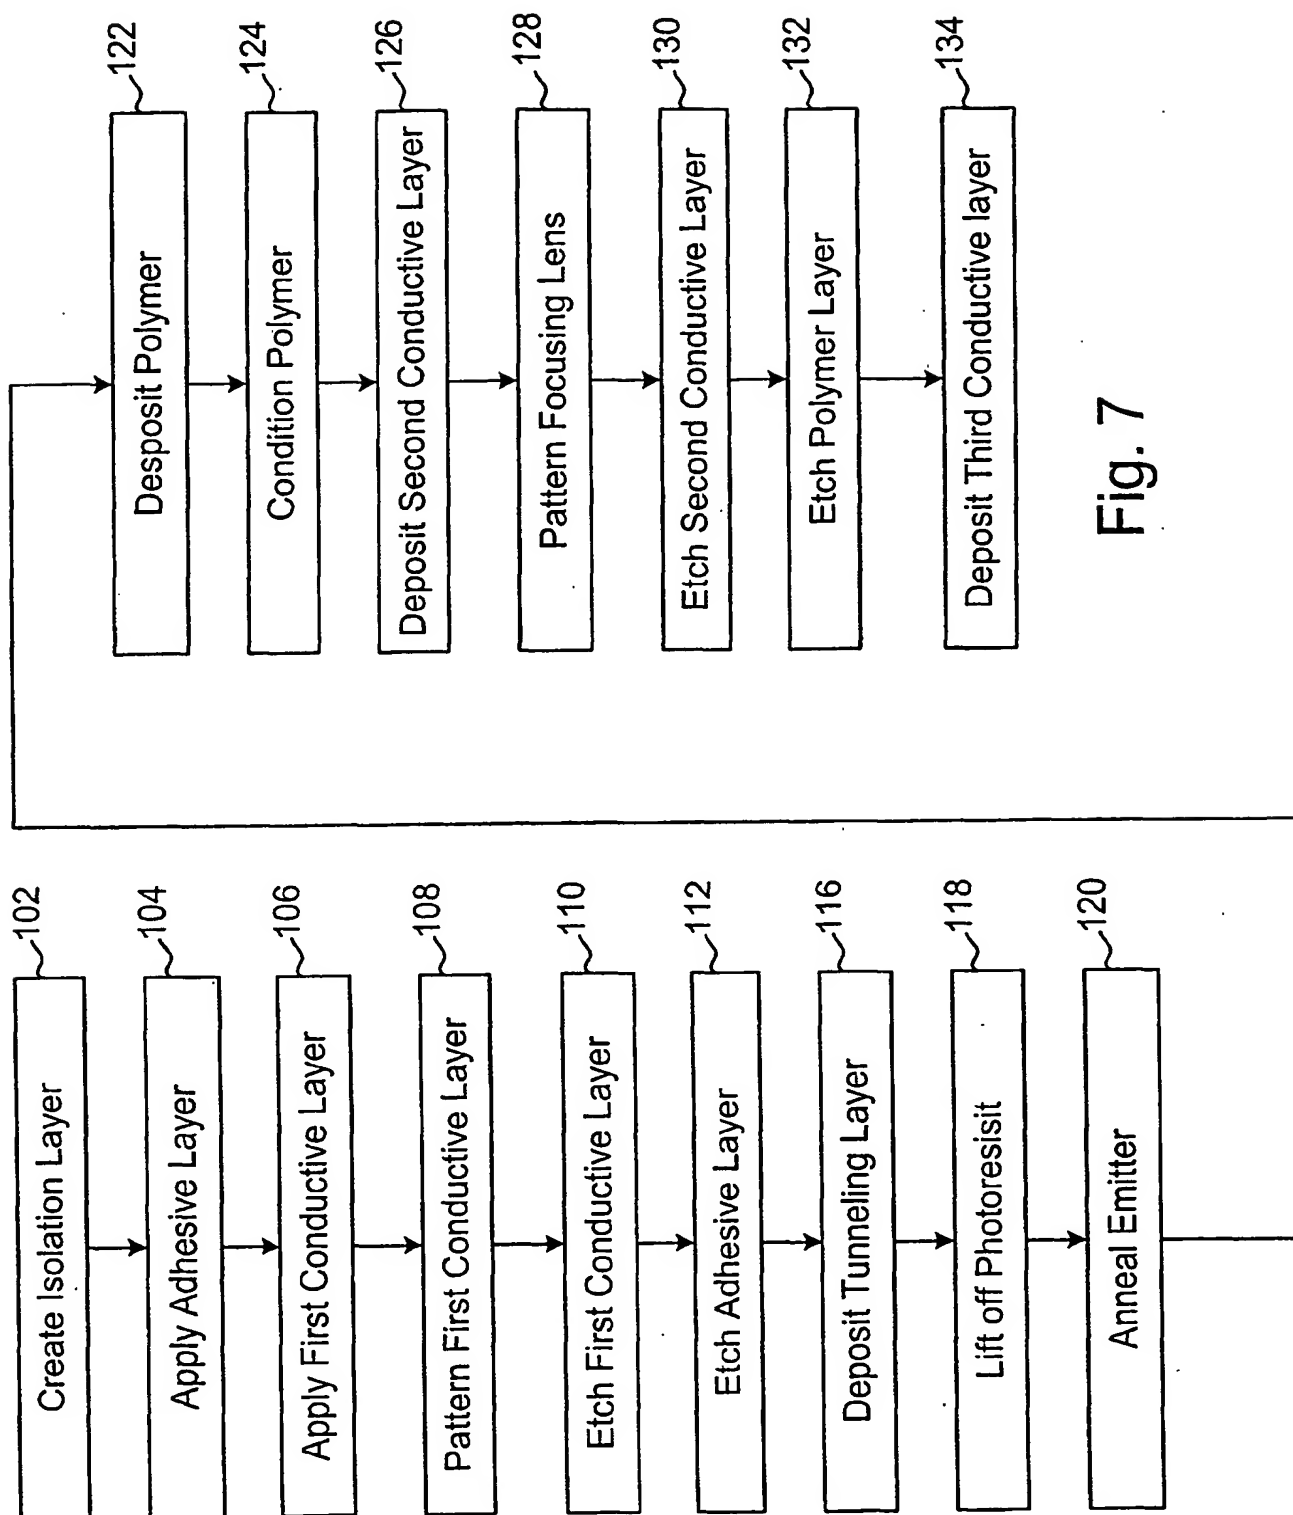 Create Isolation Layer
102
Apply Adhesive Layer
104
Apply First Conductive Layer
106
Pattern First Conductive Layer
108
Etch First Conductive Layer
110
Etch Adhesive Layer
112
Deposit Tunneling Layer
116
Lift off Photoresisit
118
Anneal Emitter
120
Desposit Polymer
122
Condition Polymer
124
Deposit Second Conductive Layer
126
Pattern Focusing Lens
128
Etch Second Conductive Layer
130
Etch Polymer Layer
132
Deposit Third Conductive layer
134
Fig. 7